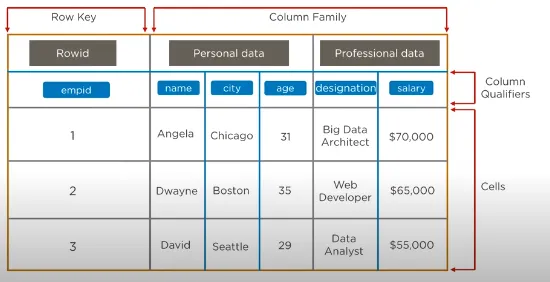 Row Key Column Family
Rowid Personal data Professional data
empid name city age designation salary
Column
Qualifiers
1 Angela Chicago 31 Big Data
Architect $70,000
2 Dwayne Boston 35 Web
Developer $65,000
Cells
3 David Seattle 29 Data
Analyst $55,000